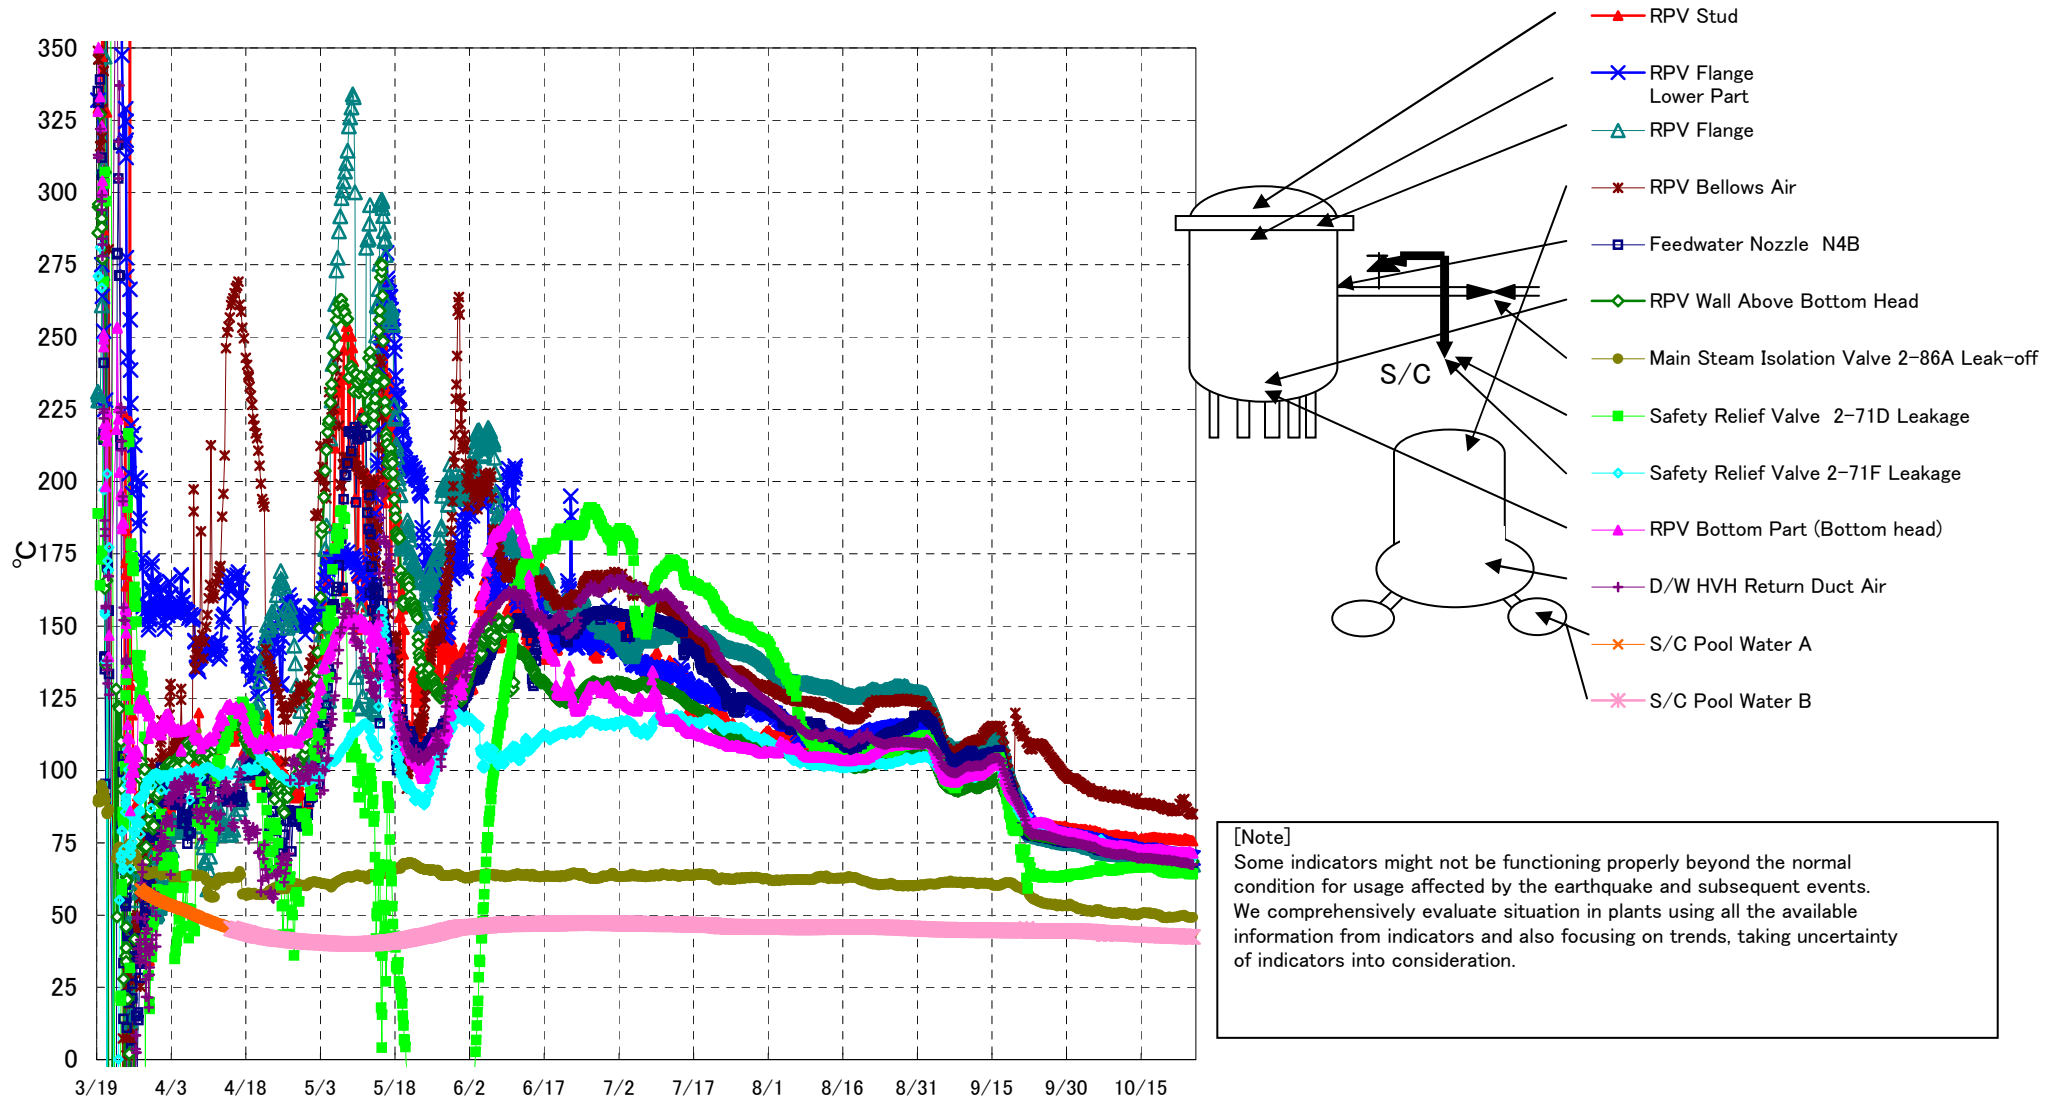 350
325
300
275
250
225
200
175
150
125
100
75
50
25
0
℃
3/19
4/3
4/18
5/3
5/18
6/2
6/17
7/2
7/17
8/1
8/16
8/31
9/15
9/30
10/15
RPV Stud
RPV Flange
Lower Part
RPV Flange
RPV Bellows Air
Feedwater Nozzle N4B
RPV Wall Above Bottom Head
Main Steam Isolation Valve 2-86A Leak-off
Safety Relief Valve 2-71D Leakage
Safety Relief Valve 2-71F Leakage
RPV Bottom Part (Bottom head)
D/W HVH Return Duct Air
S/C Pool Water A
S/C Pool Water B
S/C
[Note]
Some indicators might not be functioning properly beyond the normal
condition for usage affected by the earthquake and subsequent events.
We comprehensively evaluate situation in plants using all the available
information from indicators and also focusing on trends, taking uncertainty
of indicators into consideration.